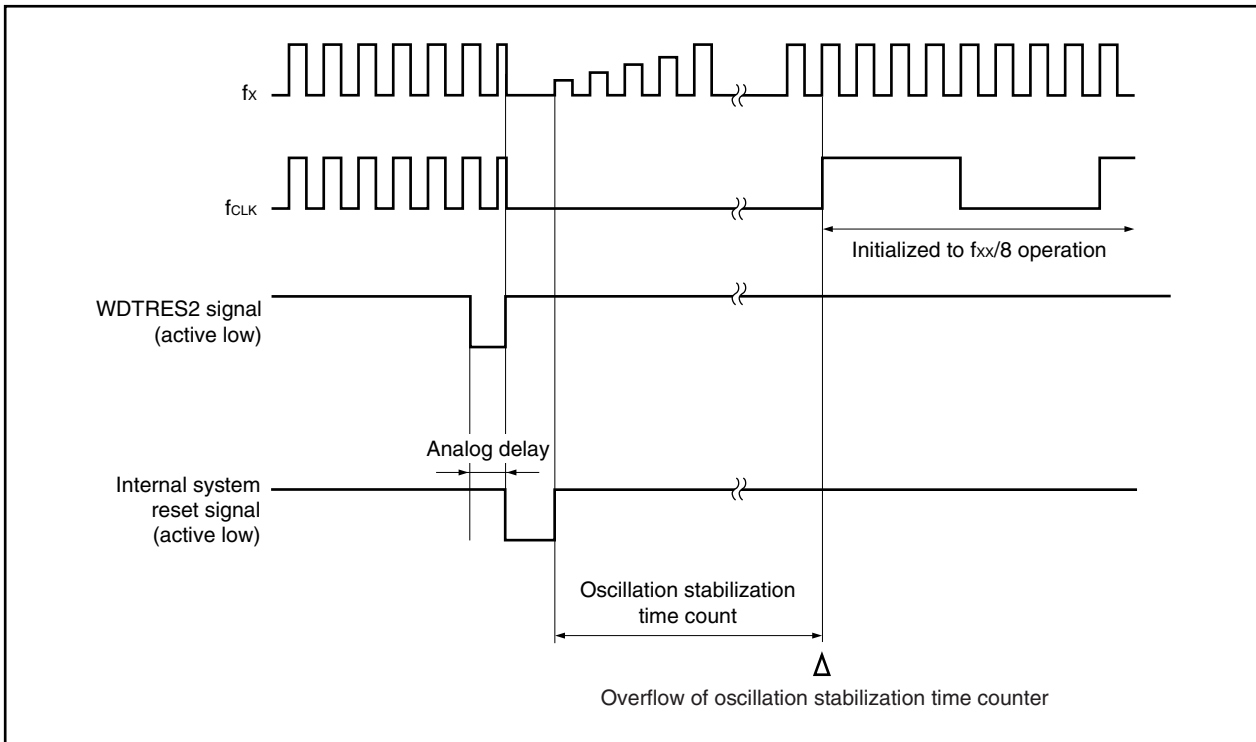 fX
fCLK
Initialized to fXX/8 operation
WDTRES2 signal
(active low)
Analog delay
Internal system
reset signal
(active low)
Oscillation stabilization
time count
Overflow of oscillation stabilization time counter